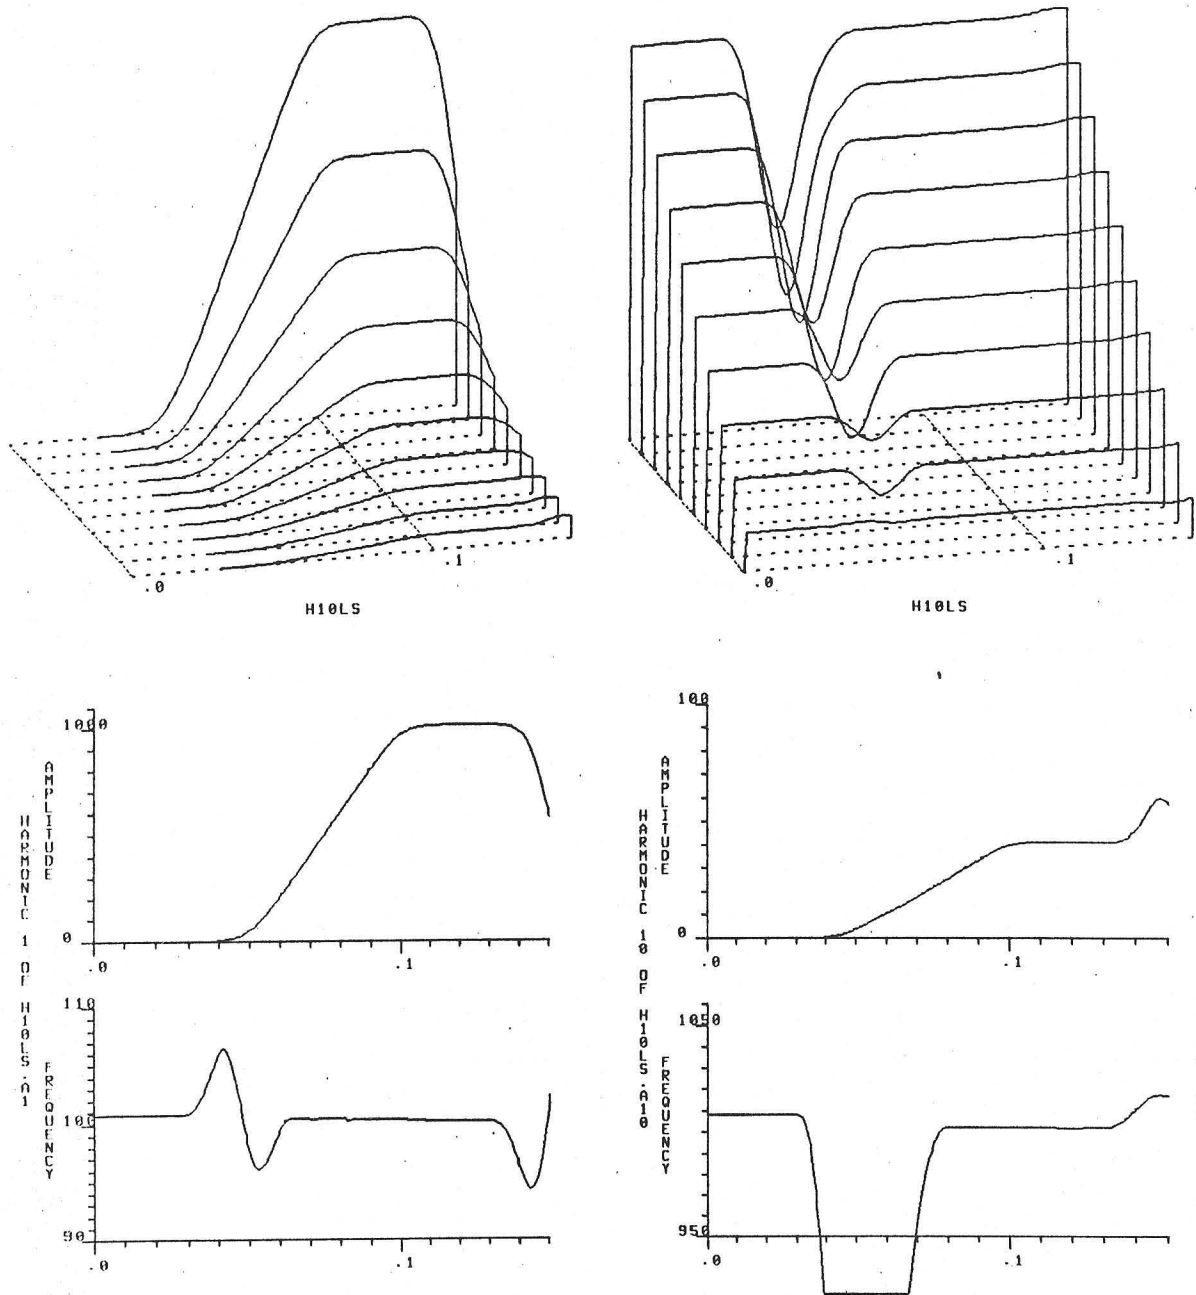 .0
.1
H10LS
.0
.1
H10LS
1000
0
AMPLITUDE
.0
.1
110
100
90
FREQUENCY
.0
.1
HARMONIC 1 OF H10LS.A1
100
0
AMPLITUDE
.0
.1
1050
950
FREQUENCY
.0
.1
HARMONIC 10 OF H10LS.A10